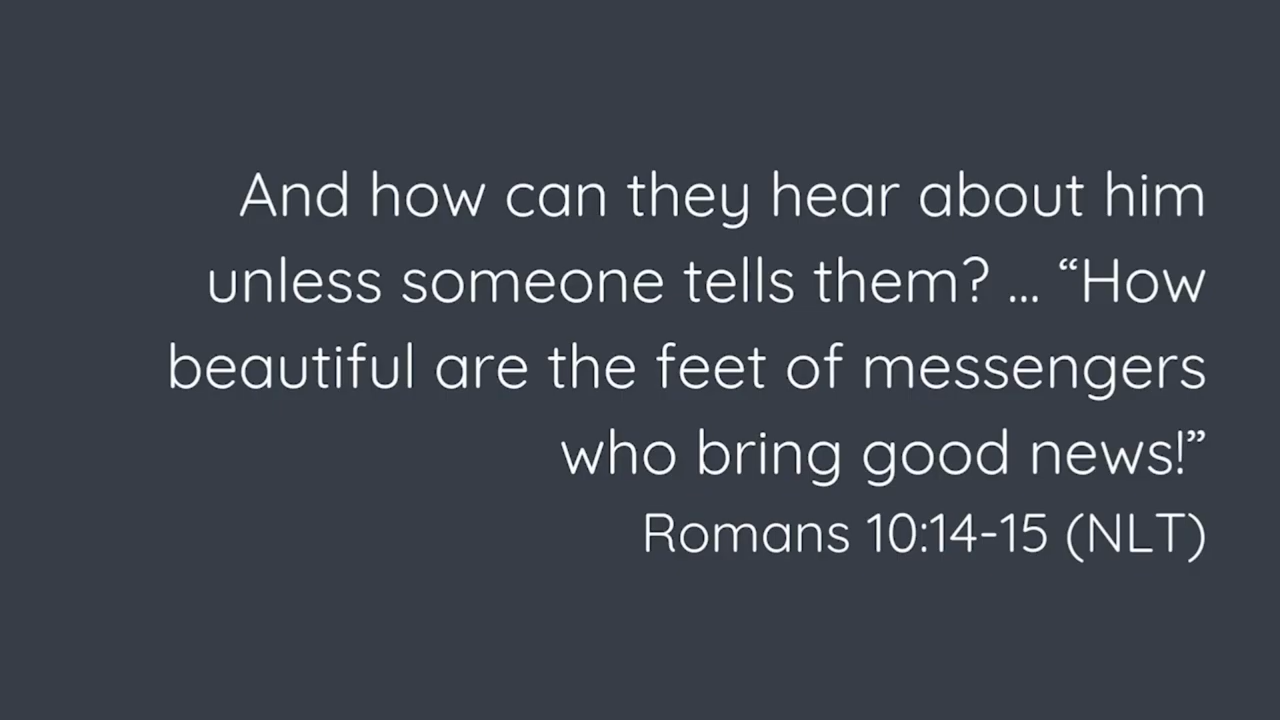 And how can they hear about him
unless someone tells them? ... “How
beautiful are the feet of messengers
who bring good news!”
Romans 10:14-15 (NLT)